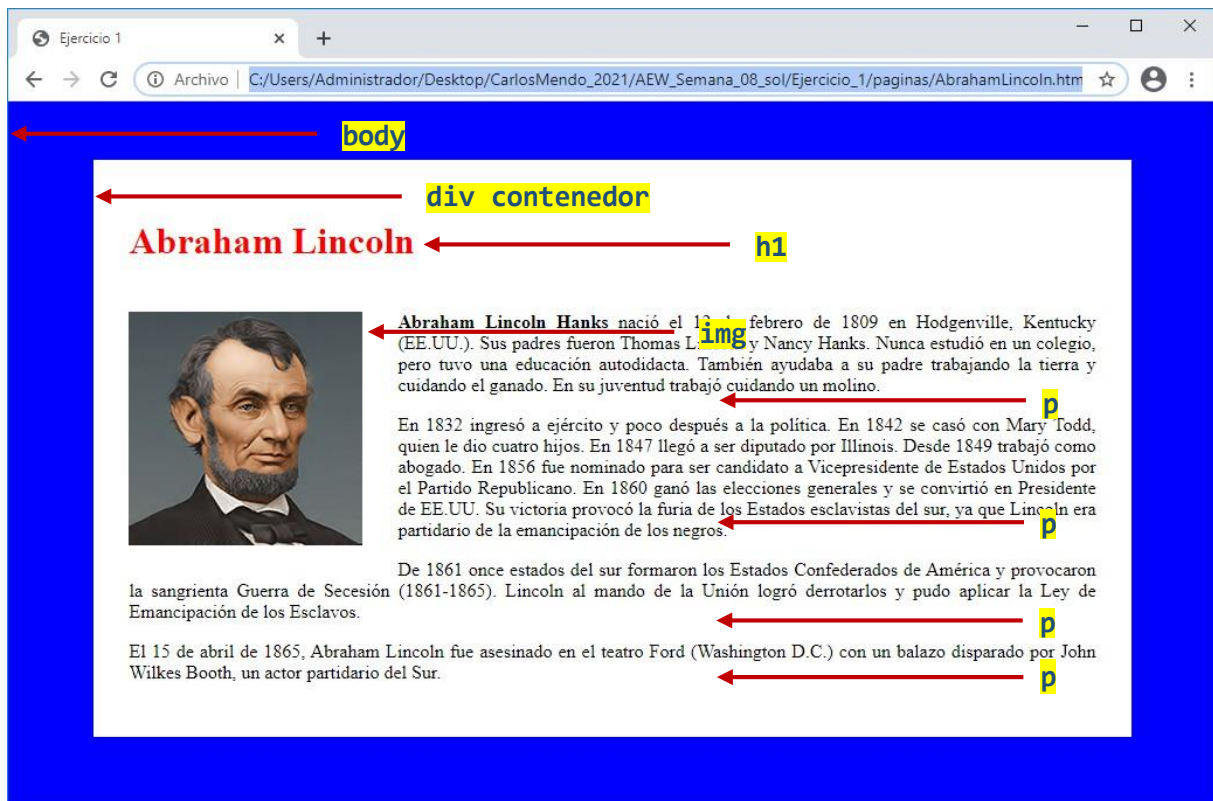 Ejercicio 1
Archivo C:/Users/Administrador/Desktop/CarlosMendo_2021/AEW_Semana_08_sol/Ejercicio_1/paginas/AbrahamLincoln.htm
body
div contenedor
Abraham Lincoln
h1
Abraham Lincoln Hanks nació el febrero de 1809 en Hodgenville, Kentucky
img
(EE.UU.). Sus padres fueron Thomas y Nancy Hanks. Nunca estudió en un colegio,
pero tuvo una educación autodidacta. También ayudaba a su padre trabajando la tierra y
cuidando el ganado. En su juventud trabajó cuidando un molino.
p
En 1832 ingresó a ejército y poco después a la política. En 1842 se casó con Mary Todd,
quien le dio cuatro hijos. En 1847 llegó a ser diputado por Illinois. Desde 1849 trabajó como
abogado. En 1856 fue nominado para ser candidato a Vicepresidente de Estados Unidos por
el Partido Republicano. En 1860 ganó las elecciones generales y se convirtió en Presidente
de EE.UU. Su victoria provocó la furia de los Estados esclavistas del sur, ya que Lincoln era
partidario de la emancipación de los negros.
p
De 1861 once estados del sur formaron los Estados Confederados de América y provocaron
la sangrienta Guerra de Secesión (1861-1865). Lincoln al mando de la Unión logró derrotarlos y pudo aplicar la Ley de
Emancipación de los Esclavos.
p
El 15 de abril de 1865, Abraham Lincoln fue asesinado en el teatro Ford (Washington D.C.) con un balazo disparado por John
Wilkes Booth, un actor partidario del Sur.
p